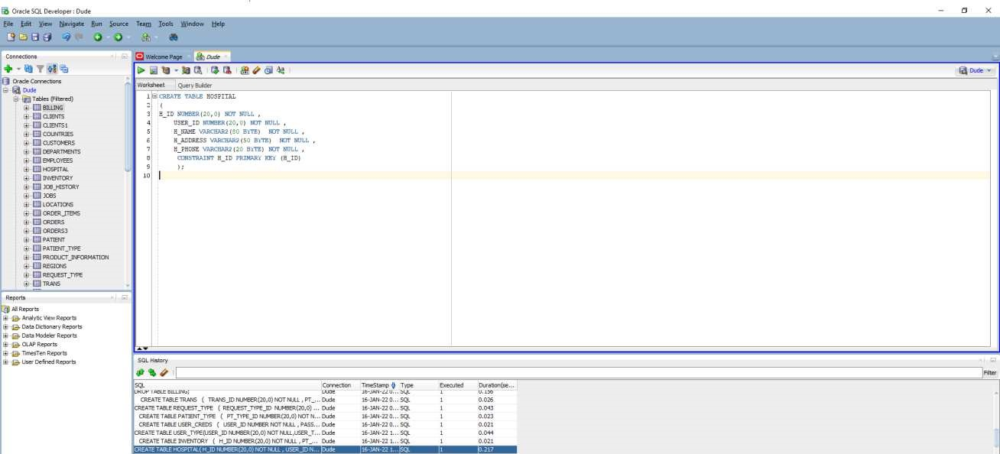 Oracle SQL Developer : Dude
File Edit View Navigate Run Source Team Tools Window Help
Connections
Oracle Connections
Dude
Tables (Filtered)
BILLING
CLIENTS
CLIENTS1
COUNTRIES
CUSTOMERS
DEPARTMENTS
EMPLOYEES
HOSPITAL
INVENTORY
JOB_HISTORY
JOBS
LOCATIONS
ORDER_ITEMS
ORDERS
ORDERS3
PATIENT
PATIENT_TYPE
PRODUCT_INFORMATION
REGIONS
REQUEST_TYPE
TRANS
Reports
All Reports
Analytic View Reports
Data Dictionary Reports
Data Modeler Reports
OLAP Reports
TimesTen Reports
User Defined Reports
Welcome Page Dude
Dude
Worksheet Query Builder
1 CREATE TABLE HOSPITAL
2 (
3 H_ID NUMBER(20,0) NOT NULL ,
4 USER_ID NUMBER(20,0) NOT NULL ,
5 H_NAME VARCHAR2(80 BYTE) NOT NULL ,
6 H_ADDRESS VARCHAR2(50 BYTE) NOT NULL ,
7 H_PHONE VARCHAR2(20 BYTE) NOT NULL ,
8 CONSTRAINT H_ID PRIMARY KEY (H_ID)
9 );
10
SQL History
Filter
SQL Connection TimeStamp Type Executed Duration(se...
DROP TABLE BILLING; Dude 16-JAN-22 0... SQL 1 0.156
CREATE TABLE TRANS ( TRANS_ID NUMBER(20,0) NOT NULL , PT_... Dude 16-JAN-22 0... SQL 1 0.026
CREATE TABLE REQUEST_TYPE ( REQUEST_TYPE_ID NUMBER(20,0) ... Dude 16-JAN-22 0... SQL 1 0.043
CREATE TABLE PATIENT_TYPE ( PT_TYPE_ID NUMBER(20,0) NOT N... Dude 16-JAN-22 0... SQL 1 0.023
CREATE TABLE USER_CREDS ( USER_ID NUMBER NOT NULL , PASS... Dude 16-JAN-22 0... SQL 1 0.021
CREATE TABLE USER_TYPE(USER_ID NUMBER(20,0) NOT NULL,USER_T... Dude 16-JAN-22 0... SQL 1 0.044
CREATE TABLE INVENTORY ( H_ID NUMBER(20,0) NOT NULL , PT_... Dude 16-JAN-22 1... SQL 1 0.021
CREATE TABLE HOSPITAL( H_ID NUMBER(20,0) NOT NULL , USER_ID N... Dude 16-JAN-22 1... SQL 1 0.217